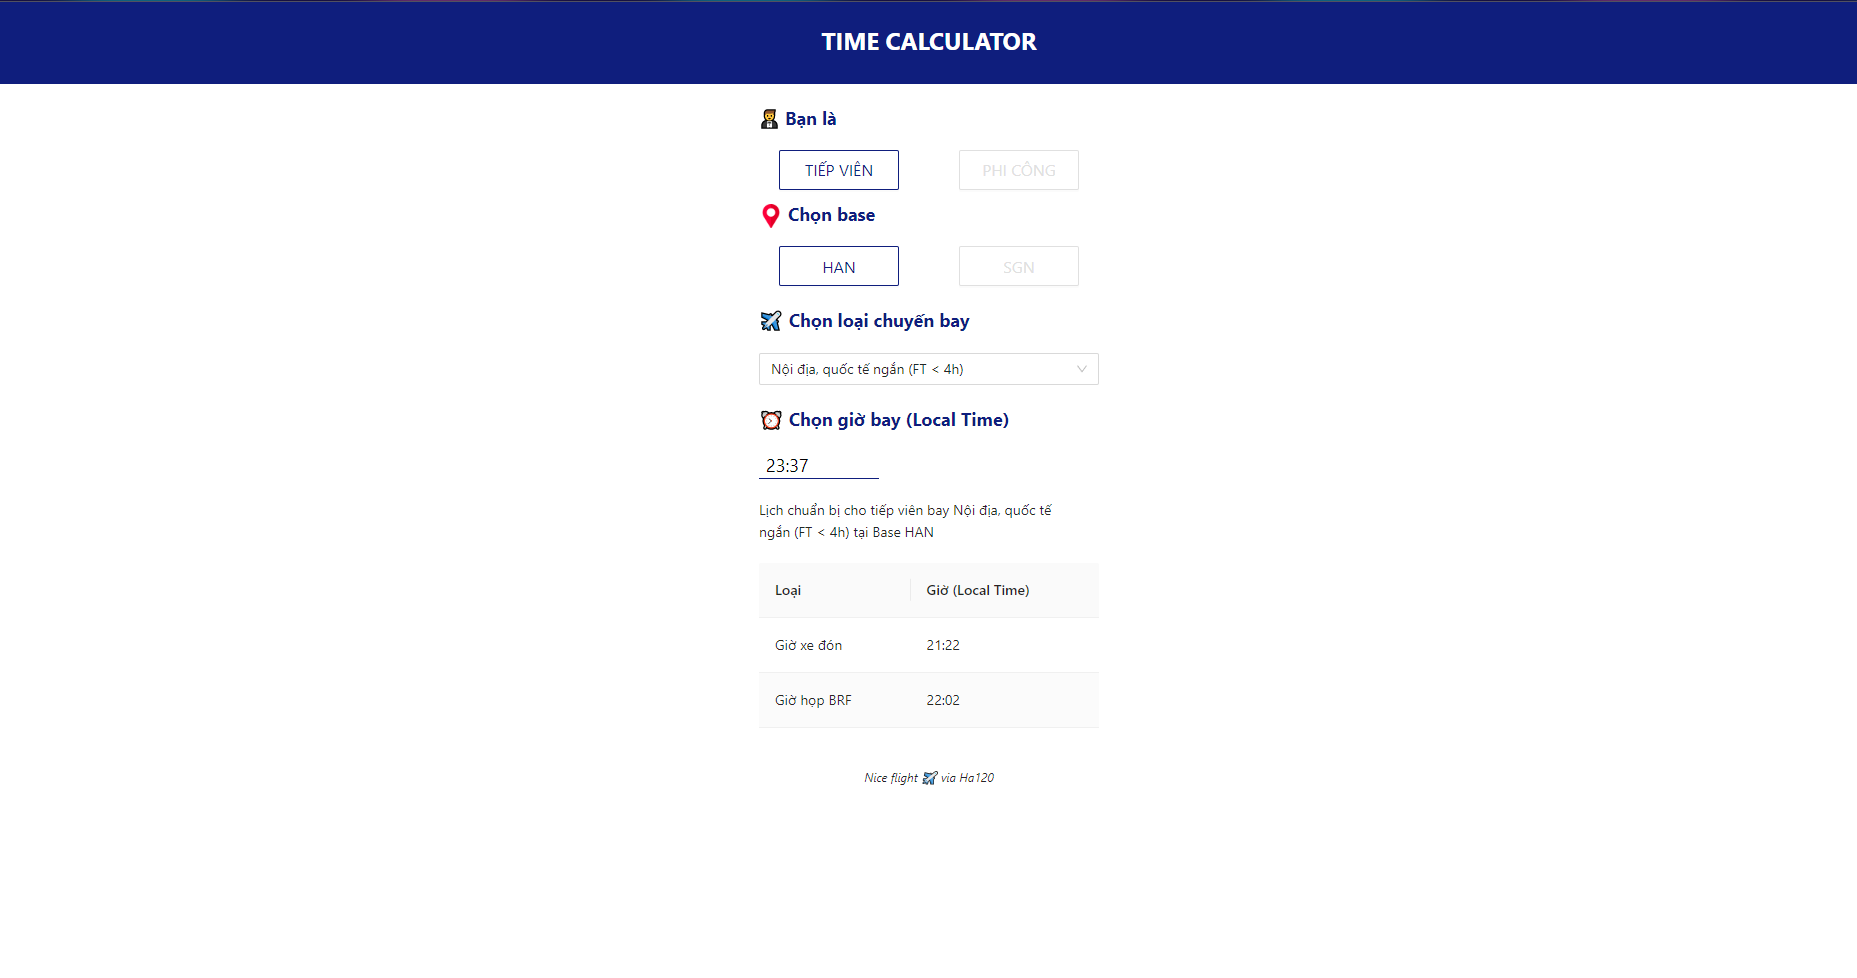 TIME CALCULATOR
Bạn là
TIẾP VIÊN PHI CÔNG
Chọn base
HAN SGN
Chọn loại chuyến bay
Nội địa, quốc tế ngắn (FT < 4h)
Chọn giờ bay (Local Time)
23:37
Lịch chuẩn bị cho tiếp viên bay Nội địa, quốc tế
ngắn (FT < 4h) tại Base HAN
Loại Giờ (Local Time)
Giờ xe đón 21:22
Giờ họp BRF 22:02
Nice flight ✈️ via Ha120